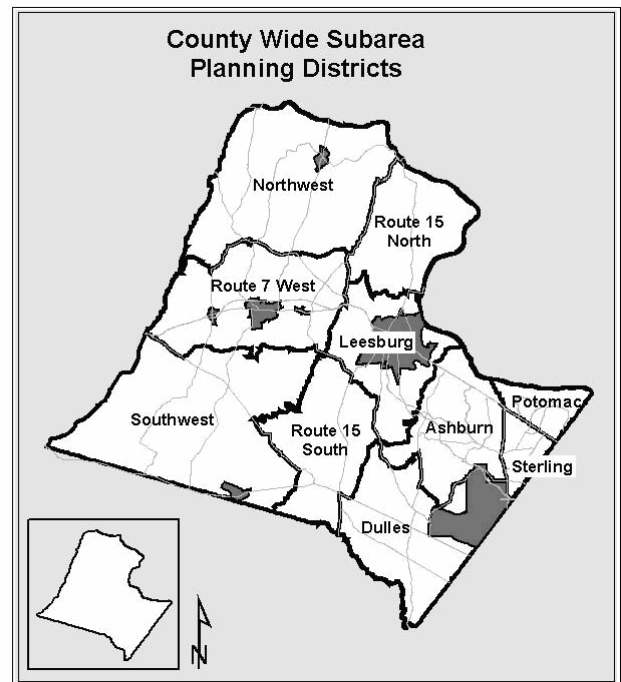 County Wide Subarea
Planning Districts
Northwest
Route 15
North
Route 7 West
Leesburg
Potomac
Southwest
Route 15
South
Ashburn
Sterling
Dulles
N